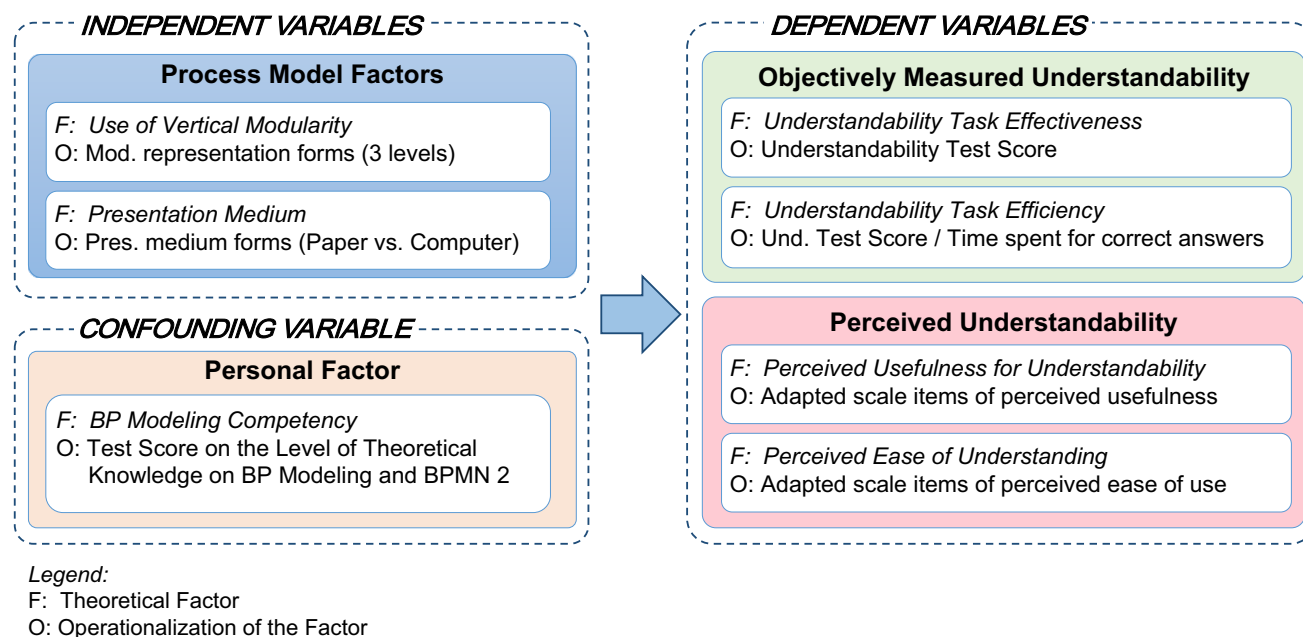 INDEPENDENT VARIABLES
Process Model Factors
F: Use of Vertical Modularity
O: Mod. representation forms (3 levels)
F: Presentation Medium
O: Pres. medium forms (Paper vs. Computer)
CONFOUNDING VARIABLE
Personal Factor
F: BP Modeling Competency
O: Test Score on the Level of Theoretical
Knowledge on BP Modeling and BPMN 2
DEPENDENT VARIABLES
Objectively Measured Understandability
F: Understandability Task Effectiveness
O: Understandability Test Score
F: Understandability Task Efficiency
O: Und. Test Score / Time spent for correct answers
Perceived Understandability
F: Perceived Usefulness for Understandability
O: Adapted scale items of perceived usefulness
F: Perceived Ease of Understanding
O: Adapted scale items of perceived ease of use
Legend:
F: Theoretical Factor
O: Operationalization of the Factor